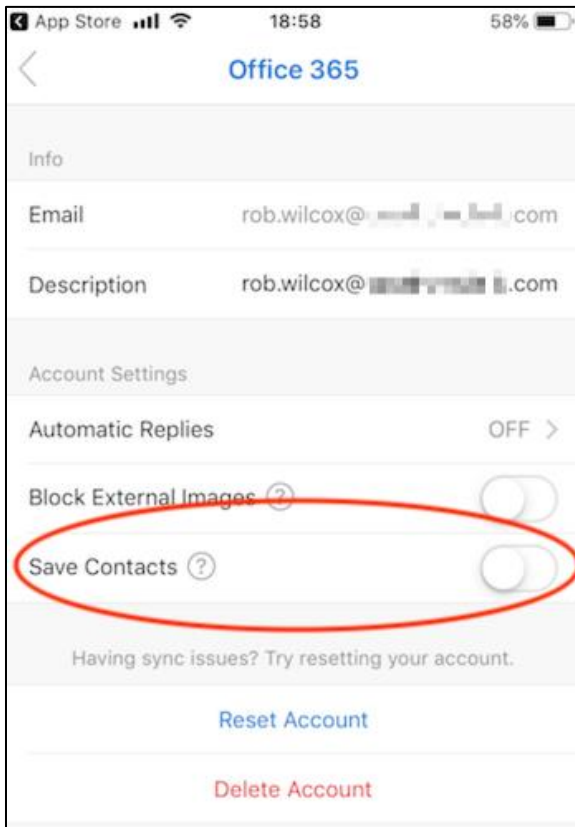 App Store 18:58 58%
Office 365
Info
Email rob.wilcox@ com
Description rob.wilcox@ .com
Account Settings
Automatic Replies OFF >
Block External Images ?
Save Contacts ?
Having sync issues? Try resetting your account.
Reset Account
Delete Account